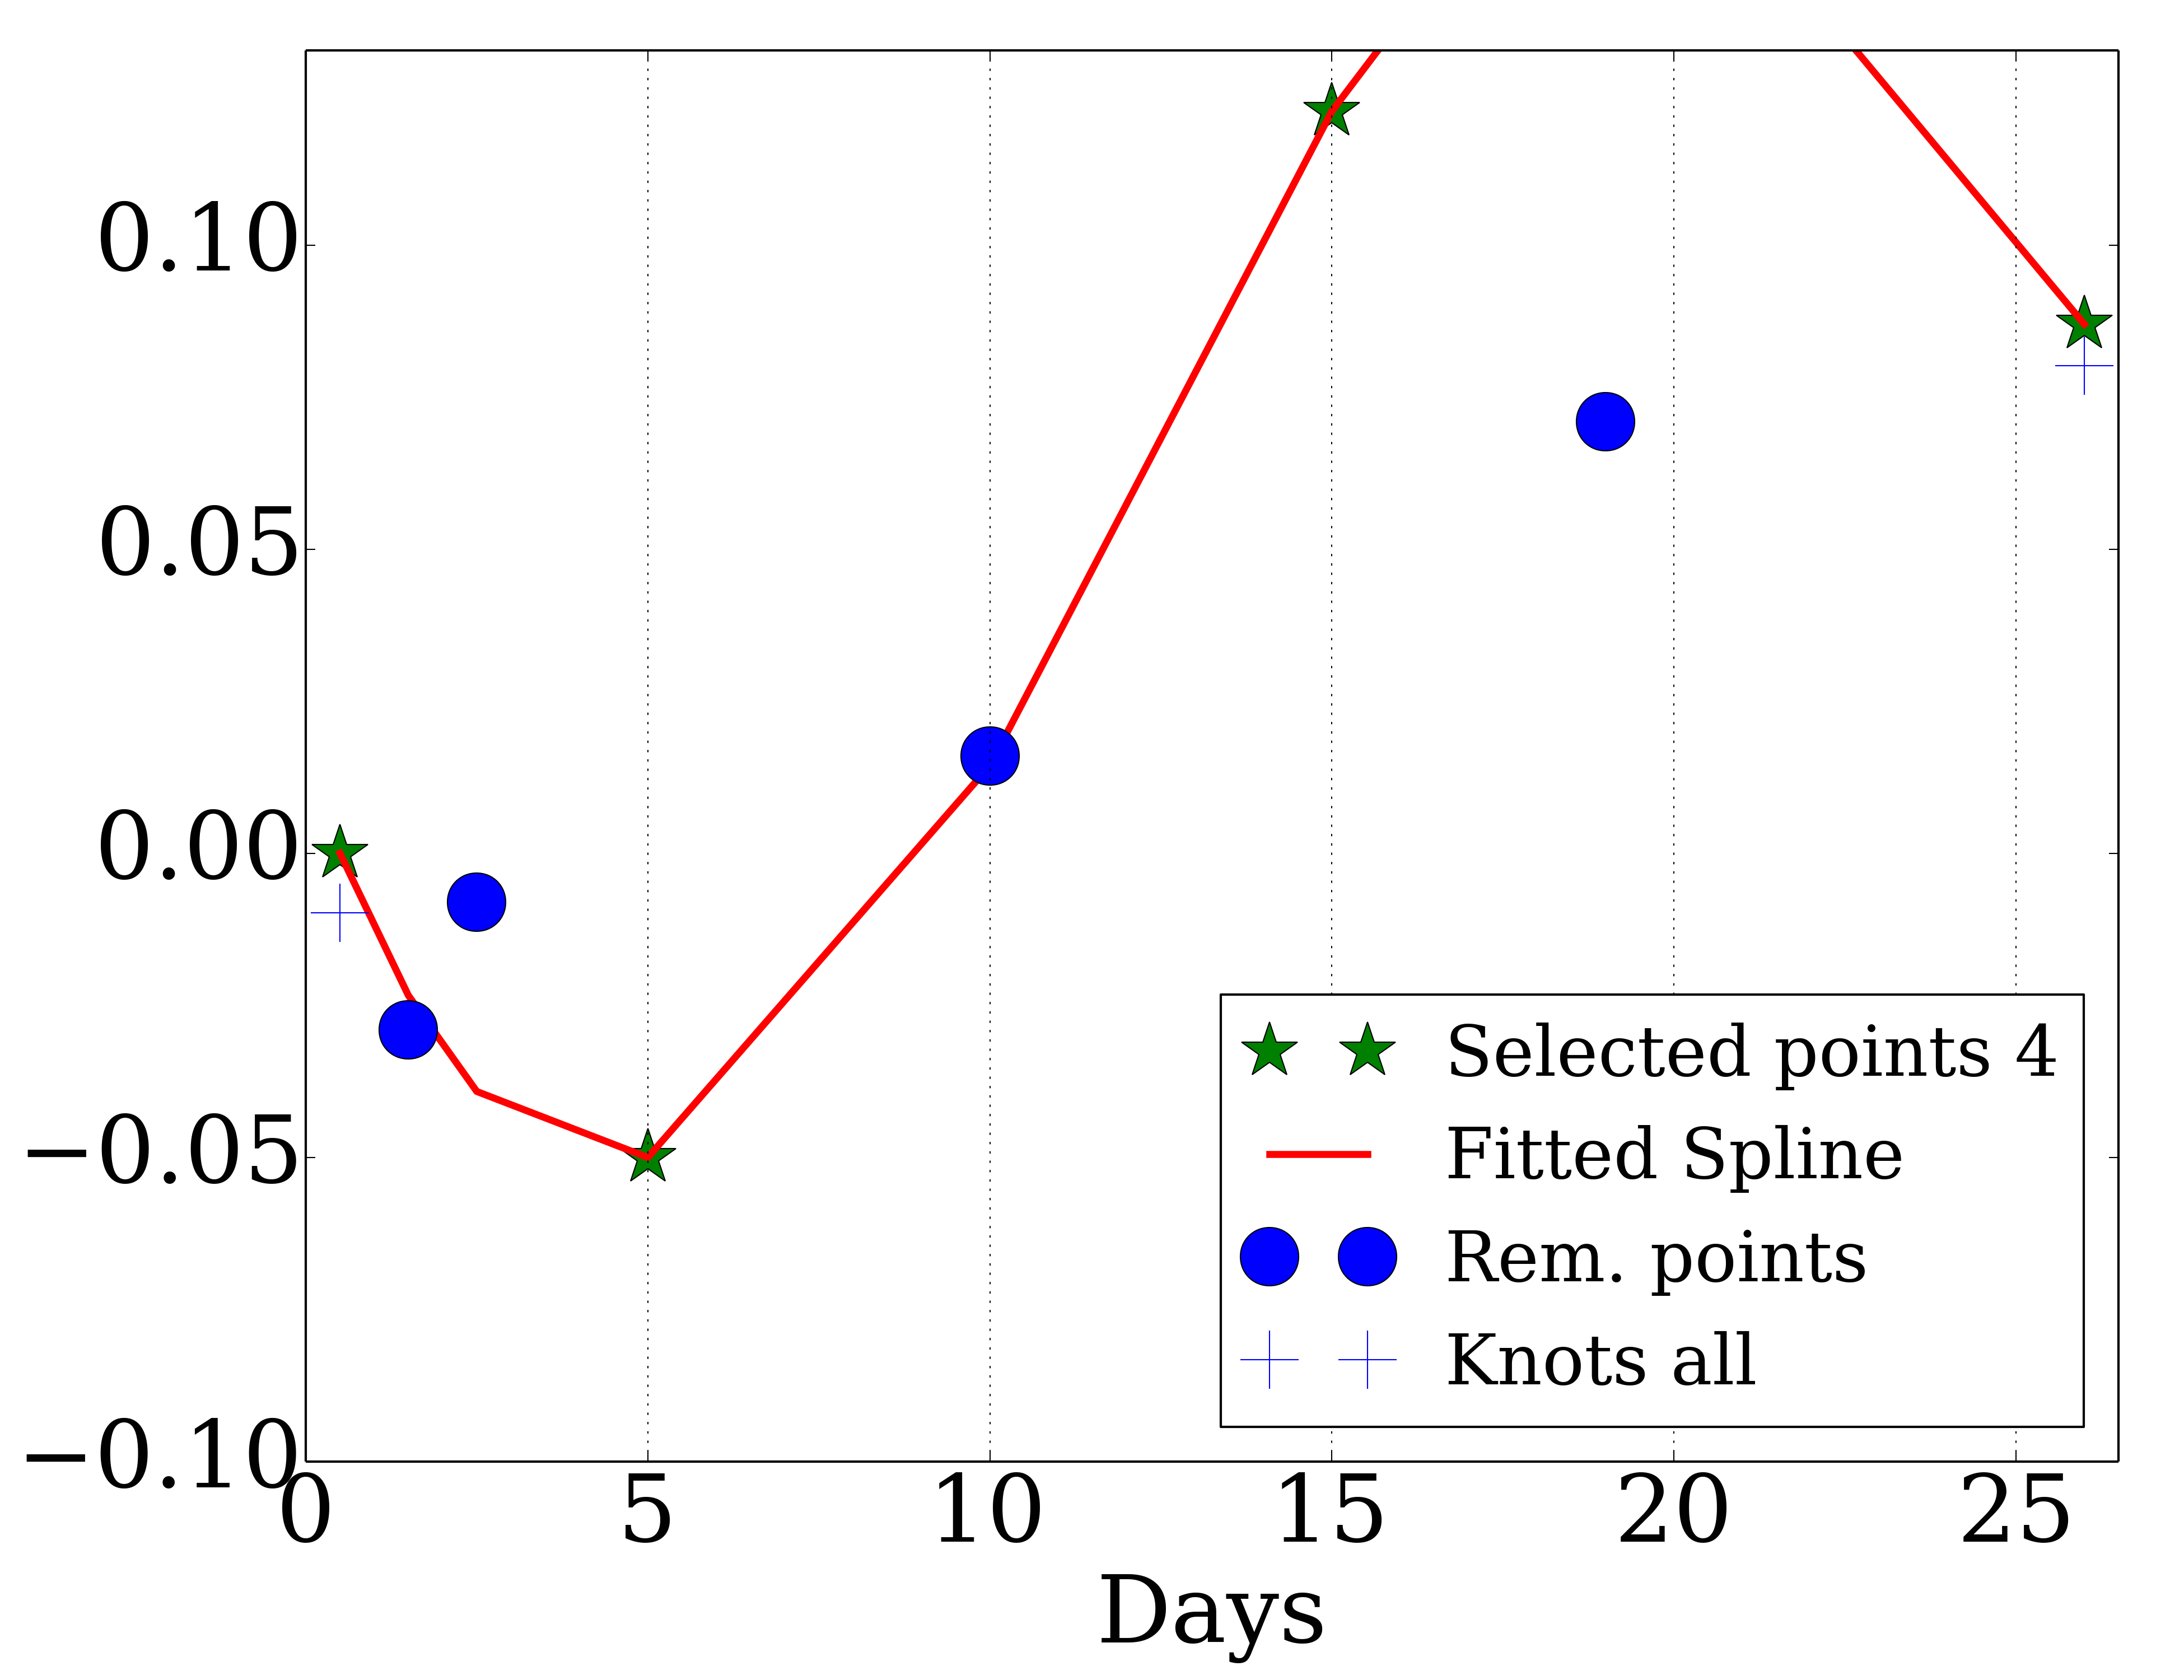 0.10
0.05
0.00
−0.05
−0.10
Selected points 4
Fitted Spline
Rem. points
Knots all
0 5 10 15 20 25
Days